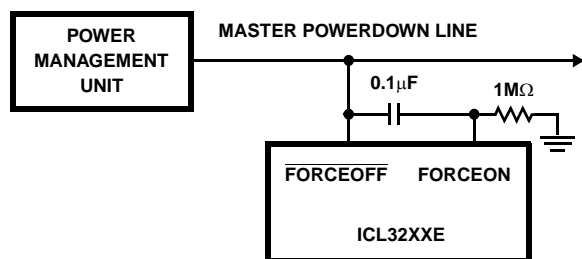 POWER
MANAGEMENT
UNIT
MASTER POWERDOWN LINE
0.1μF
1MΩ
FORCEOFF FORCEON
ICL32XXE